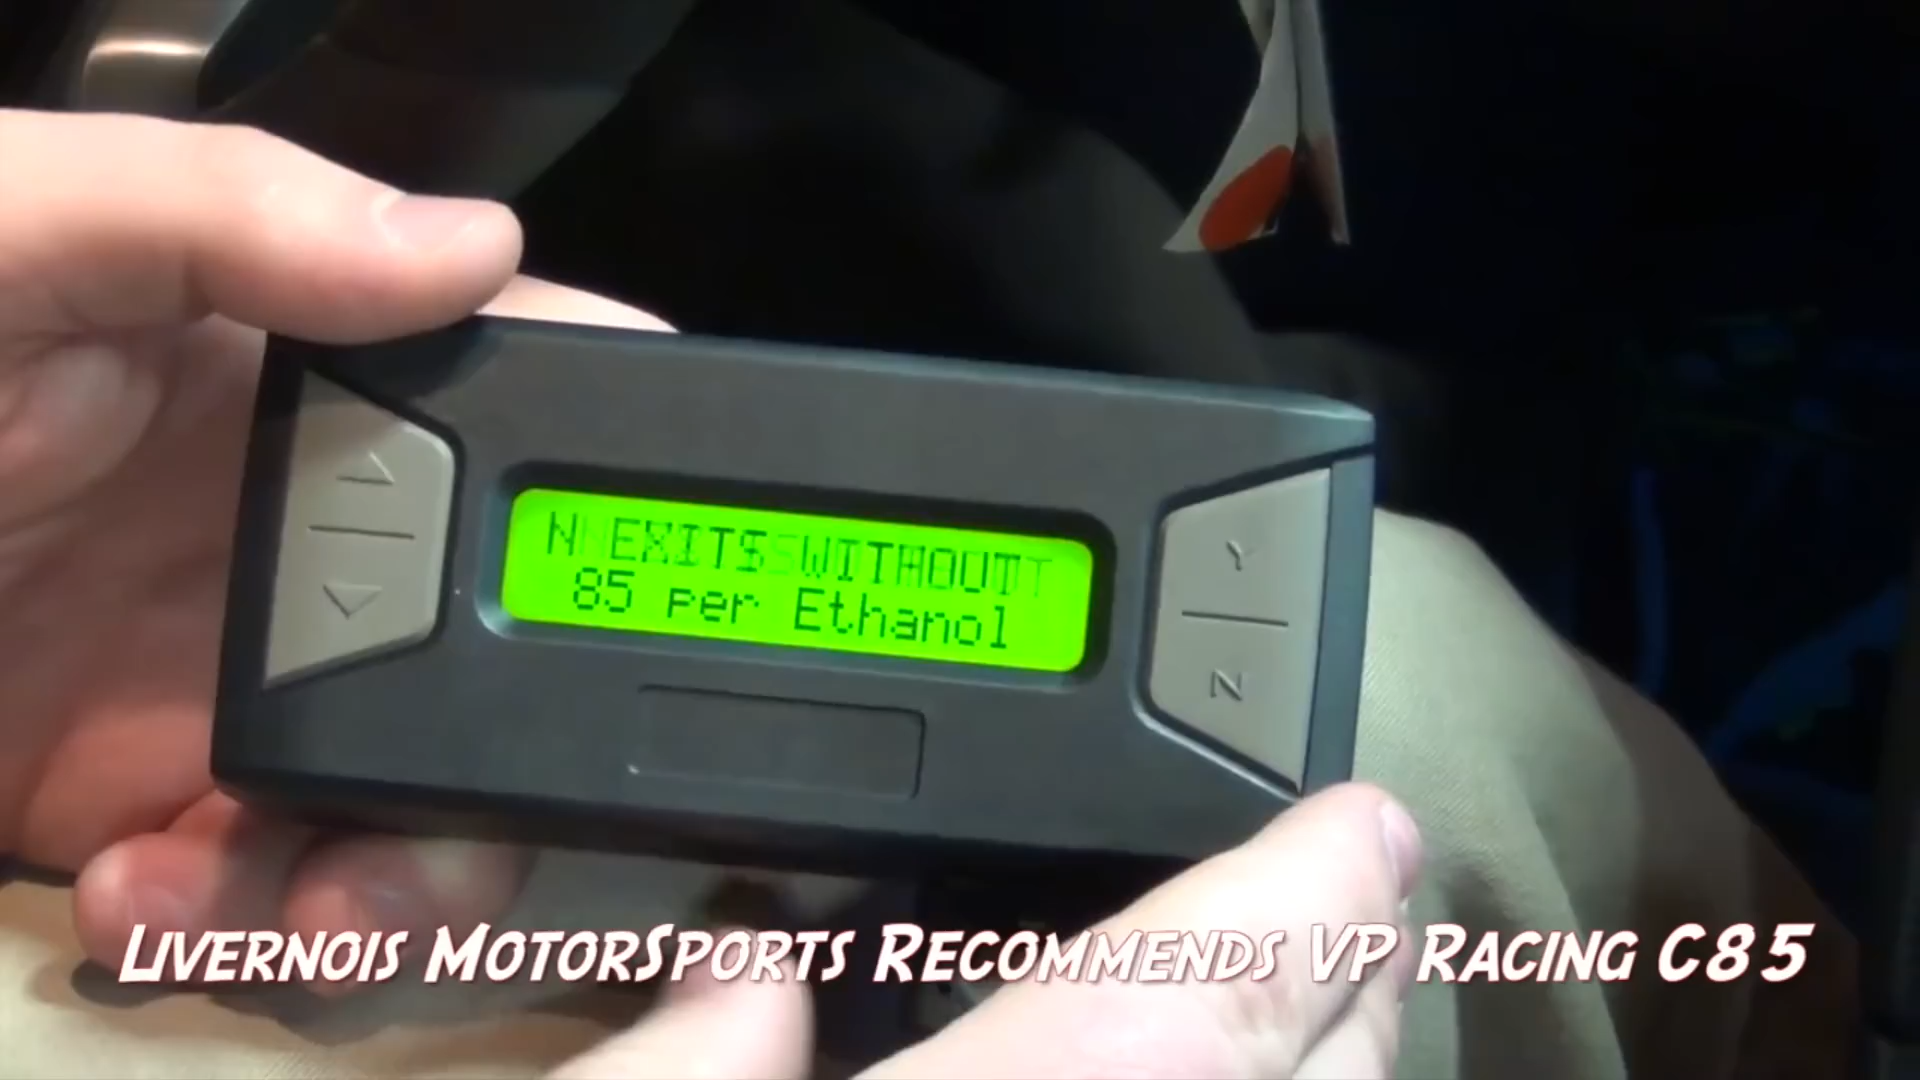 N EXITS WITHOUT
85 per Ethanol
Y
N
LIVERNOIS MOTORSPORTS RECOMMENDS VP RACING C85